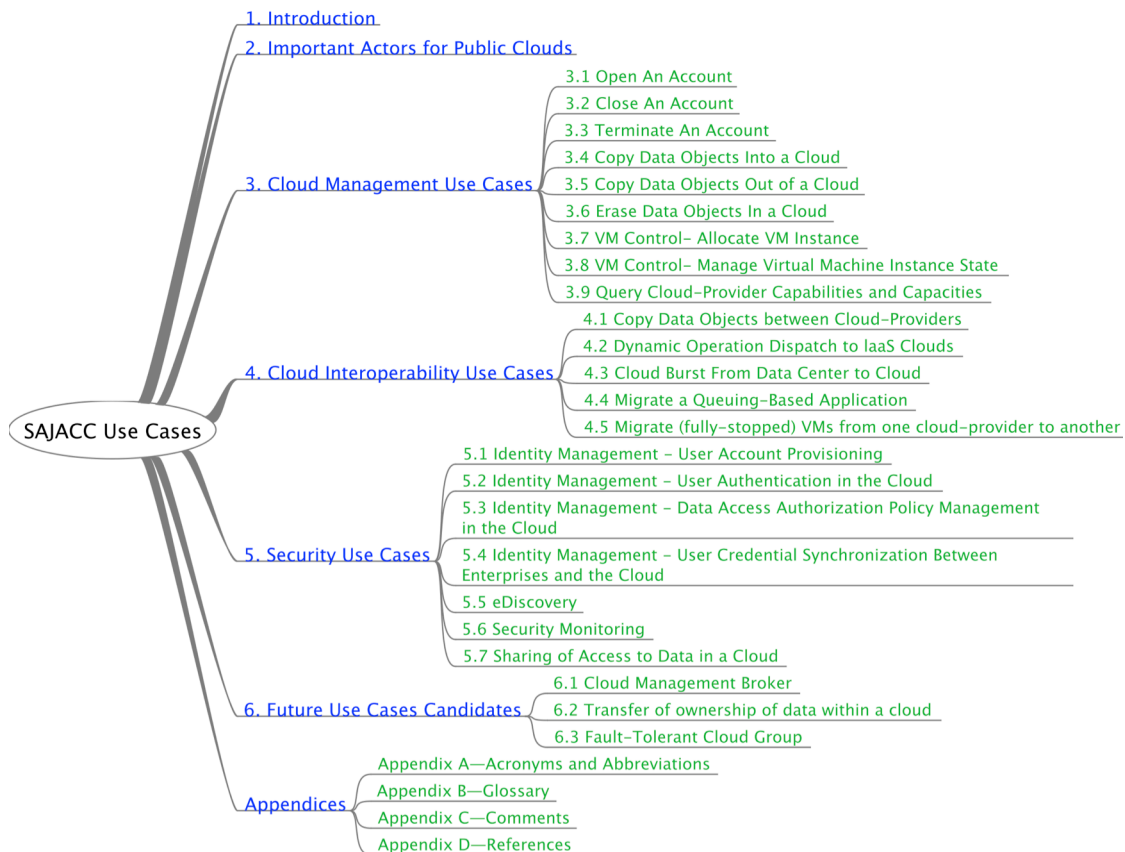 SAJACC Use Cases
1. Introduction
2. Important Actors for Public Clouds
3. Cloud Management Use Cases
3.1 Open An Account
3.2 Close An Account
3.3 Terminate An Account
3.4 Copy Data Objects Into a Cloud
3.5 Copy Data Objects Out of a Cloud
3.6 Erase Data Objects In a Cloud
3.7 VM Control– Allocate VM Instance
3.8 VM Control– Manage Virtual Machine Instance State
3.9 Query Cloud–Provider Capabilities and Capacities
4. Cloud Interoperability Use Cases
4.1 Copy Data Objects between Cloud–Providers
4.2 Dynamic Operation Dispatch to IaaS Clouds
4.3 Cloud Burst From Data Center to Cloud
4.4 Migrate a Queuing–Based Application
4.5 Migrate (fully–stopped) VMs from one cloud–provider to another
5. Security Use Cases
5.1 Identity Management – User Account Provisioning
5.2 Identity Management – User Authentication in the Cloud
5.3 Identity Management – Data Access Authorization Policy Management
in the Cloud
5.4 Identity Management – User Credential Synchronization Between
Enterprises and the Cloud
5.5 eDiscovery
5.6 Security Monitoring
5.7 Sharing of Access to Data in a Cloud
6. Future Use Cases Candidates
6.1 Cloud Management Broker
6.2 Transfer of ownership of data within a cloud
6.3 Fault–Tolerant Cloud Group
Appendices
Appendix A—Acronyms and Abbreviations
Appendix B—Glossary
Appendix C—Comments
Appendix D—References